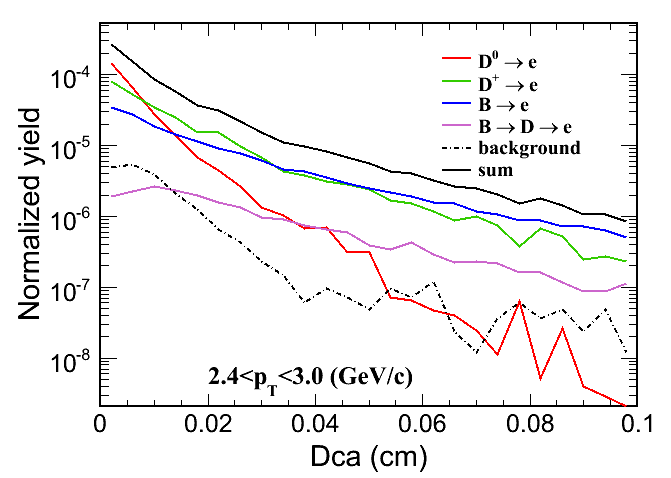 Normalized yield
10⁻⁴
10⁻⁵
10⁻⁶
10⁻⁷
10⁻⁸
D⁰ → e
D⁺ → e
B → e
B → D → e
background
sum
2.4<p_T<3.0 (GeV/c)
0 0.02 0.04 0.06 0.08 0.1
Dca (cm)